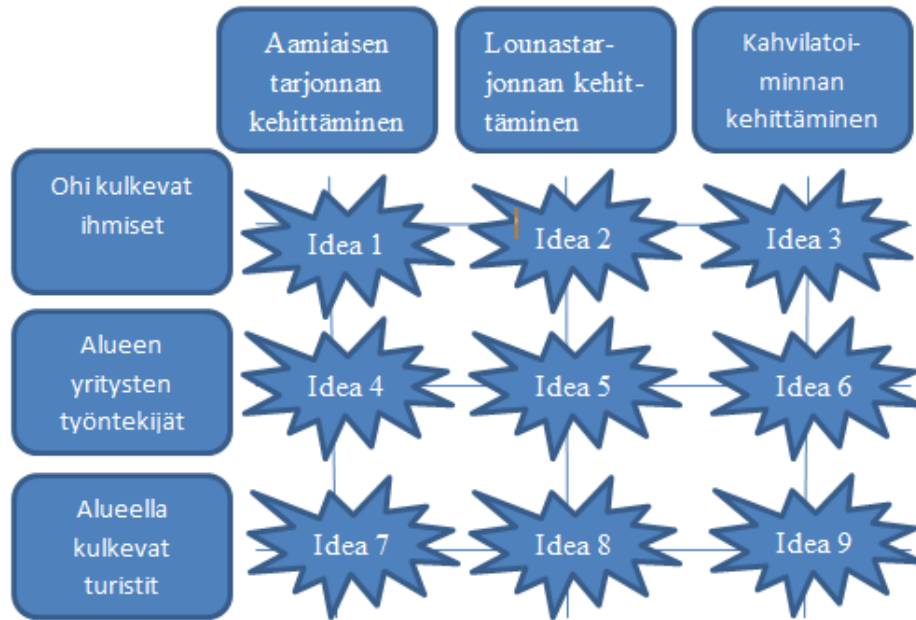 Aamiaisen
tarjonnan
kehittäminen
Lounastar-
jonnan kehit-
täminen
Kahvilatoi-
minnan
kehittäminen
Ohi kulkevat
ihmiset
Idea 1
Idea 2
Idea 3
Alueen
yritysten
työntekijät
Idea 4
Idea 5
Idea 6
Alueella
kulkevat
turistit
Idea 7
Idea 8
Idea 9